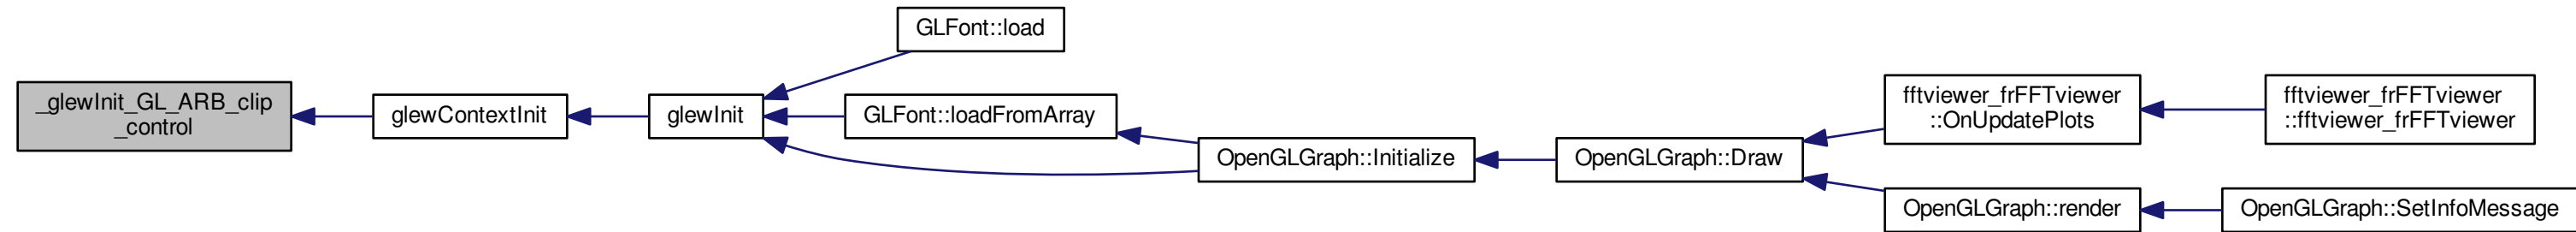 _glewInit_GL_ARB_clip
_control
glewContextInit
glewInit
GLFont::load
GLFont::loadFromArray
OpenGLGraph::Initialize
OpenGLGraph::Draw
fftviewer_frFFTviewer
::OnUpdatePlots
OpenGLGraph::render
fftviewer_frFFTviewer
::fftviewer_frFFTviewer
OpenGLGraph::SetInfoMessage